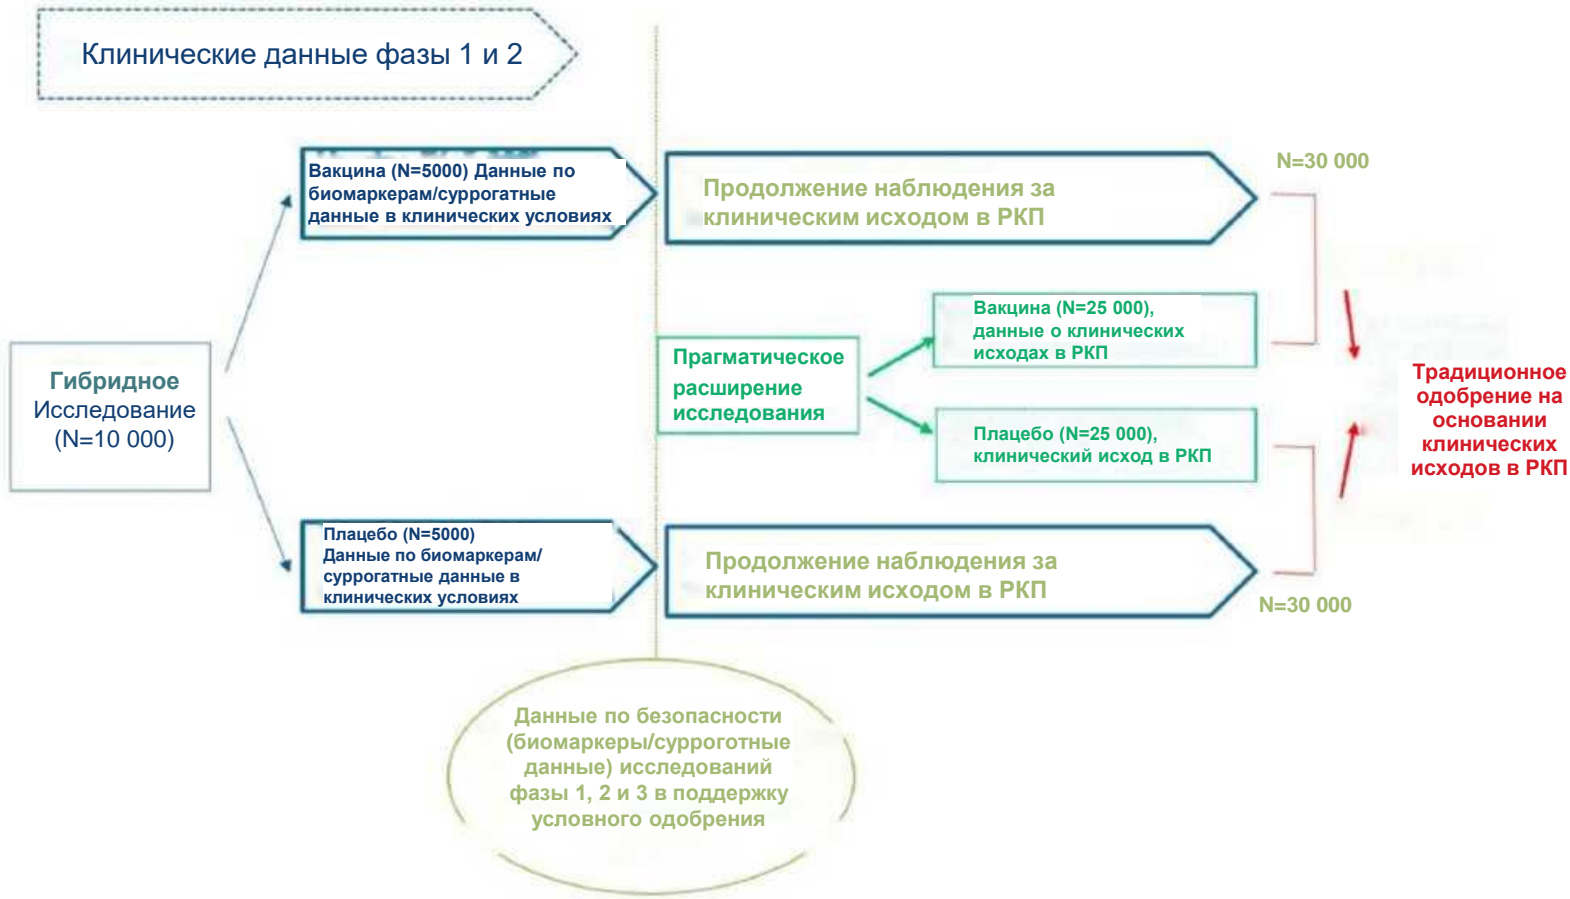 Клинические данные фазы 1 и 2
Вакцина (N=5000) Данные по
биомаркерам/суррогатные
данные в клинических условиях
Продолжение наблюдения за
клиническим исходом в РКП
N=30 000
Гибридное
Исследование
(N=10 000)
Прагматическое
расширение
исследования
Вакцина (N=25 000),
данные о клинических
исходах в РКП
Плацебо (N=25 000),
клинический исход в РКП
Традиционное
одобрение на
основании
клинических
исходов в РКП
Плацебо (N=5000)
Данные по биомаркерам/
суррогатные данные в
клинических условиях
Продолжение наблюдения за
клиническим исходом в РКП
N=30 000
Данные по безопасности
(биомаркеры/сурроготные
данные) исследований
фазы 1, 2 и 3 в поддержку
условного одобрения